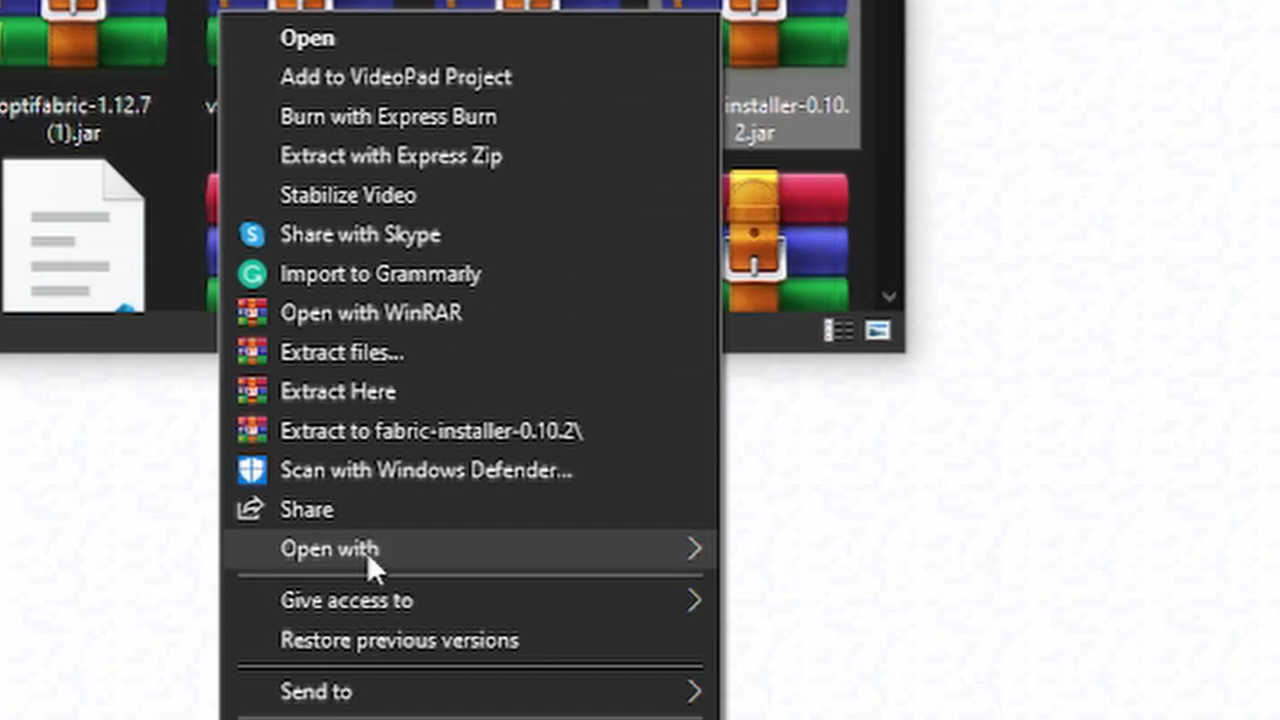 Open
Add to VideoPad Project
Burn with Express Burn
Extract with Express Zip
Stabilize Video
Share with Skype
Import to Grammarly
Open with WinRAR
Extract files...
Extract Here
Extract to fabric-installer-0.10.2\
Scan with Windows Defender...
Share
Open with
Give access to
Restore previous versions
Send to
optifabric-1.12.7
(1).jar
installer-0.10.
2.jar